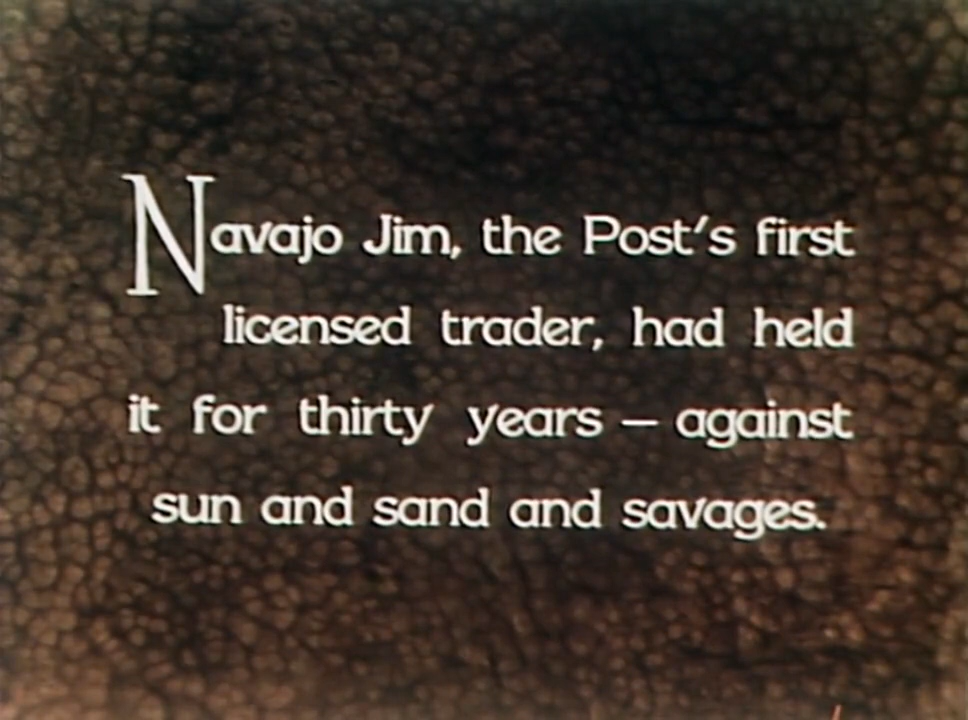 Navajo Jim, the Post's first
licensed trader, had held
it for thirty years — against
sun and sand and savages.